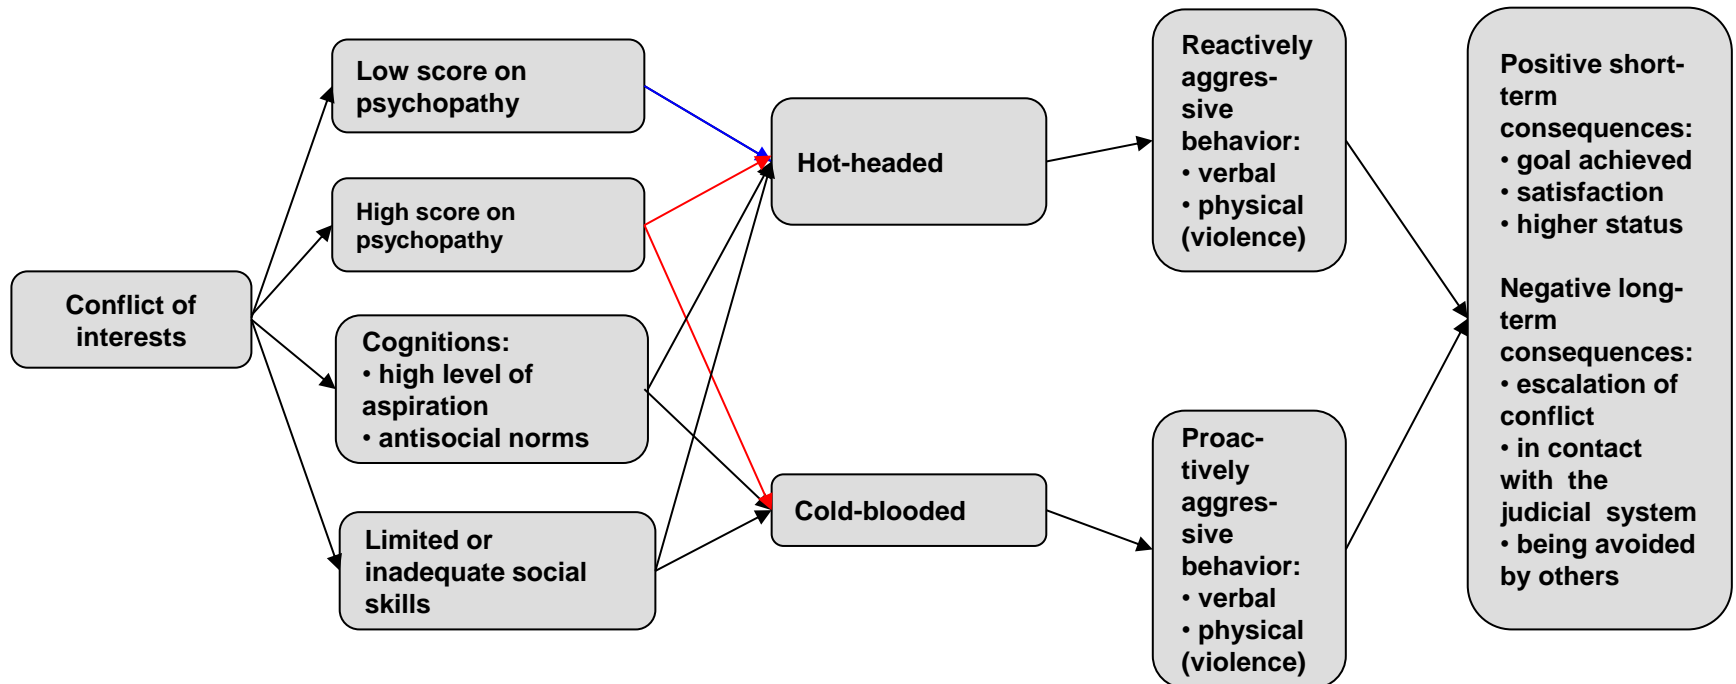 Conflict of
interests
Low score on
psychopathy
High score on
psychopathy
Cognitions:
• high level of
aspiration
• antisocial norms
Limited or
inadequate social
skills
Hot-headed
Cold-blooded
Reactively
aggres-
sive
behavior:
• verbal
• physical
(violence)
Proac-
tively
aggres-
sive
behavior:
• verbal
• physical
(violence)
Positive short-
term
consequences:
• goal achieved
• satisfaction
• higher status
Negative long-
term
consequences:
• escalation of
conflict
• in contact
with the
judicial system
• being avoided
by others